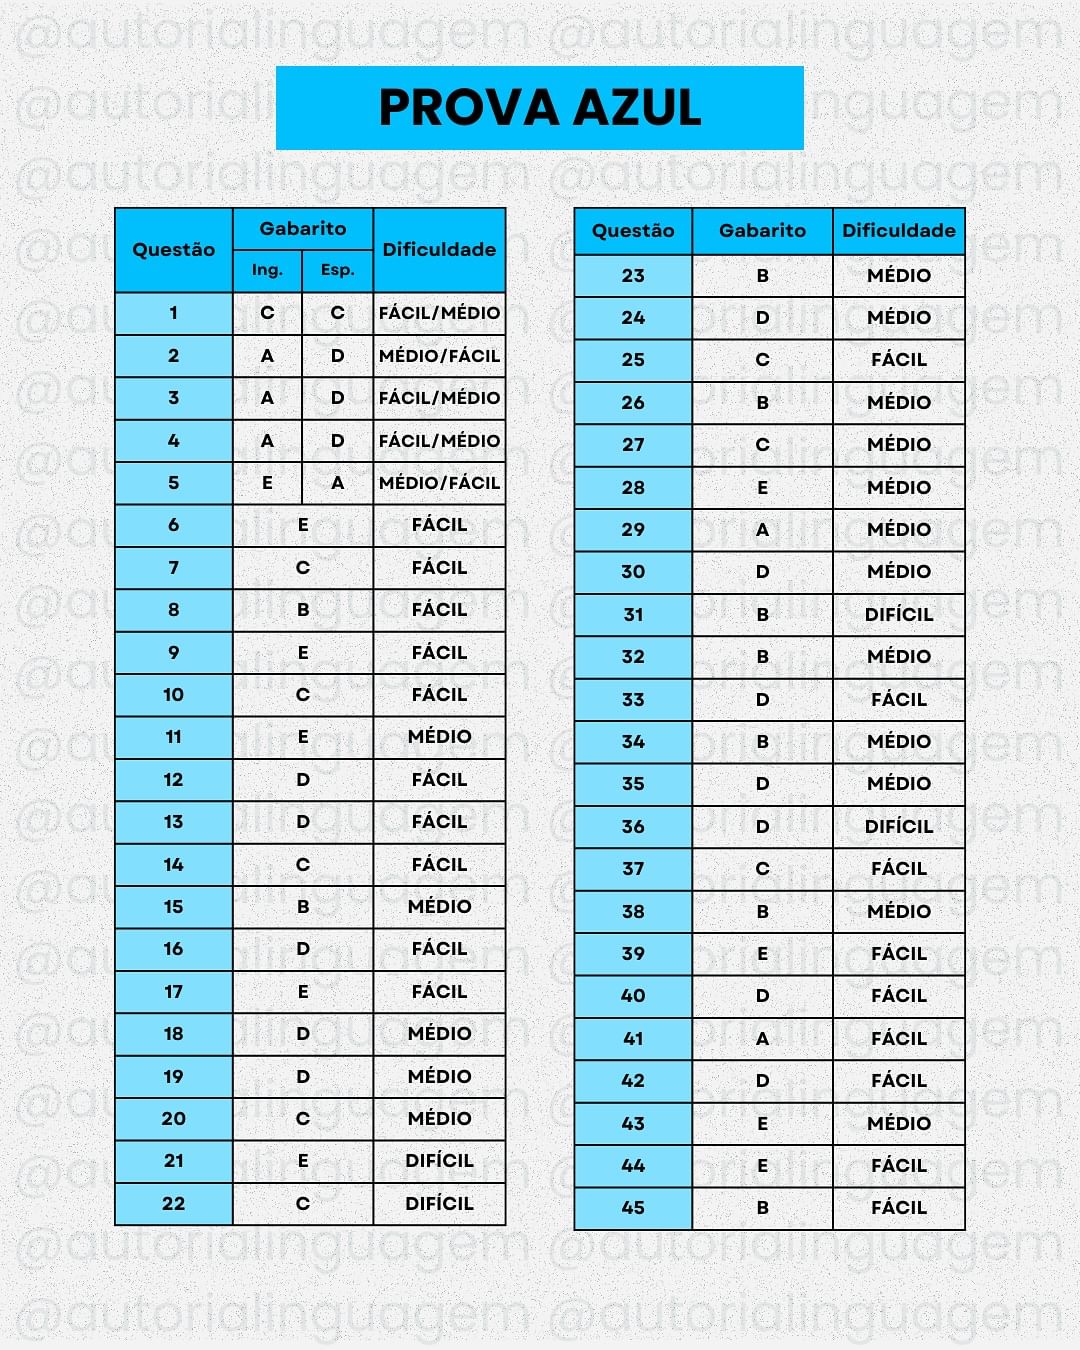 @autorialinguagem @autorialinguagem
PROVA AZUL
Questão Gabarito Dificuldade
Ing. Esp.
1 C C FÁCIL/MÉDIO
2 A D MÉDIO/FÁCIL
3 A D FÁCIL/MÉDIO
4 A D FÁCIL/MÉDIO
5 E A MÉDIO/FÁCIL
6 E FÁCIL
7 C FÁCIL
8 B FÁCIL
9 E FÁCIL
10 C FÁCIL
11 E MÉDIO
12 D FÁCIL
13 D FÁCIL
14 C FÁCIL
15 B MÉDIO
16 D FÁCIL
17 E FÁCIL
18 D MÉDIO
19 D MÉDIO
20 C MÉDIO
21 E DIFÍCIL
22 C DIFÍCIL
Questão Gabarito Dificuldade
23 B MÉDIO
24 D MÉDIO
25 C FÁCIL
26 B MÉDIO
27 C MÉDIO
28 E MÉDIO
29 A MÉDIO
30 D MÉDIO
31 B DIFÍCIL
32 B MÉDIO
33 D FÁCIL
34 B MÉDIO
35 D MÉDIO
36 D DIFÍCIL
37 C FÁCIL
38 B MÉDIO
39 E FÁCIL
40 D FÁCIL
41 A FÁCIL
42 D FÁCIL
43 E MÉDIO
44 E FÁCIL
45 B FÁCIL
@autorialinguagem @autorialinguagem
@autorialinguagem @autorialinguagem